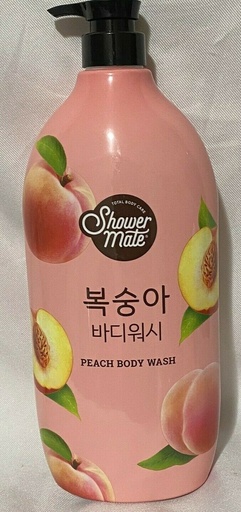 TOTAL BODY CARE
Shower
mate
복숭아
바디워시
PEACH BODY WASH